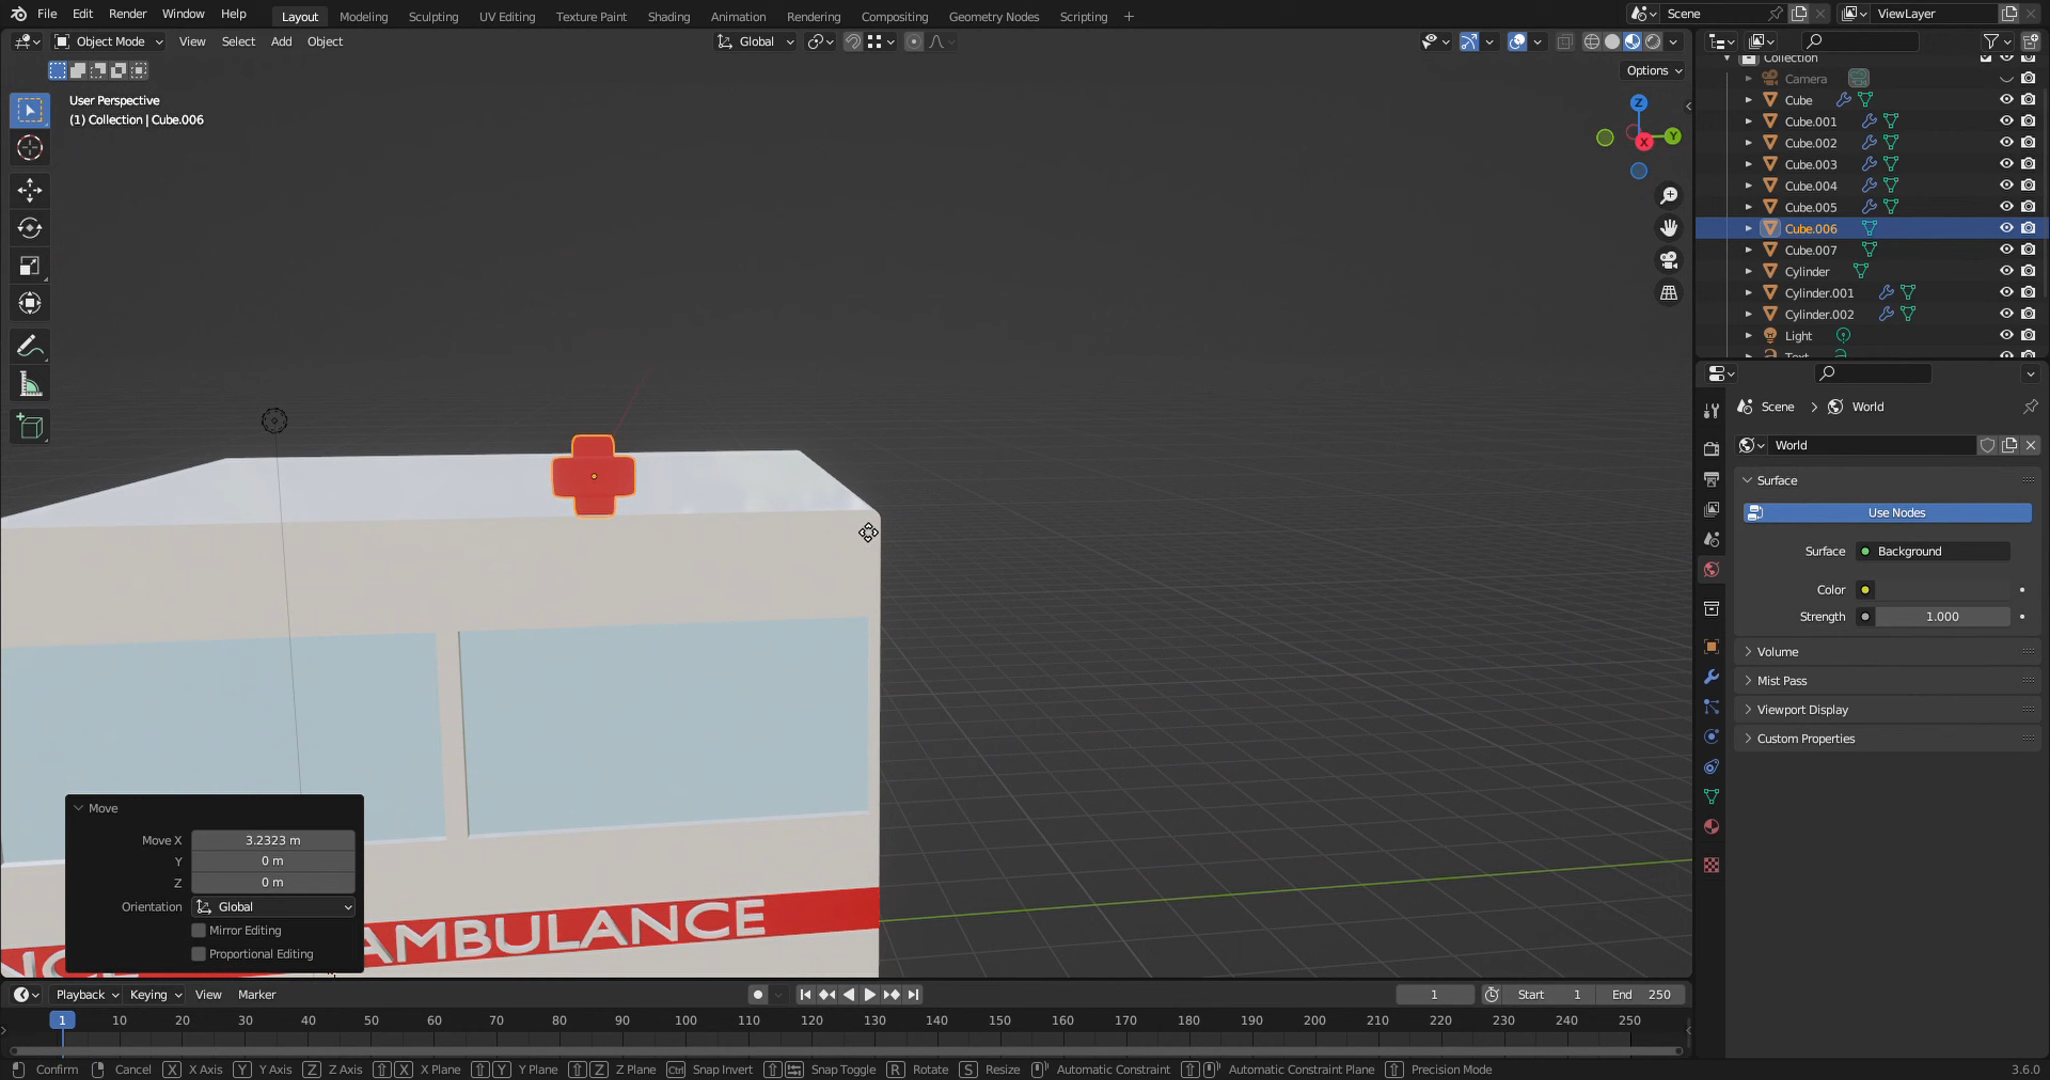 File Edit Render Window Help Layout Modeling Sculpting UV Editing Texture Paint Shading Animation Rendering Compositing Geometry Nodes Scripting Scene ViewLayer
Object Mode View Select Add Object Global
Options
User Perspective
(1) Collection | Cube.006
Z
Y
X
Collection
Camera
Cube
Cube.001
Cube.002
Cube.003
Cube.004
Cube.005
Cube.006
Cube.007
Cylinder
Cylinder.001
Cylinder.002
Light
Text
Scene World
World
Surface
Use Nodes
Surface Background
Color
Strength 1.000
Volume
Mist Pass
Viewport Display
Custom Properties
AMBULANCE
Move
Move X 3.2323 m
Y 0 m
Z 0 m
Orientation Global
Mirror Editing
Proportional Editing
Playback Keying View Marker 1 Start 1 End 250
1 10 20 30 40 50 60 70 80 90 100 110 120 130 140 150 160 170 180 190 200 210 220 230 240 250
Confirm Cancel X X Axis Y Y Axis Z Z Axis X X Plane Y Y Plane Z Z Plane Ctrl Snap Invert Snap Toggle R Rotate S Resize Automatic Constraint Automatic Constraint Plane Precision Mode 3.6.0